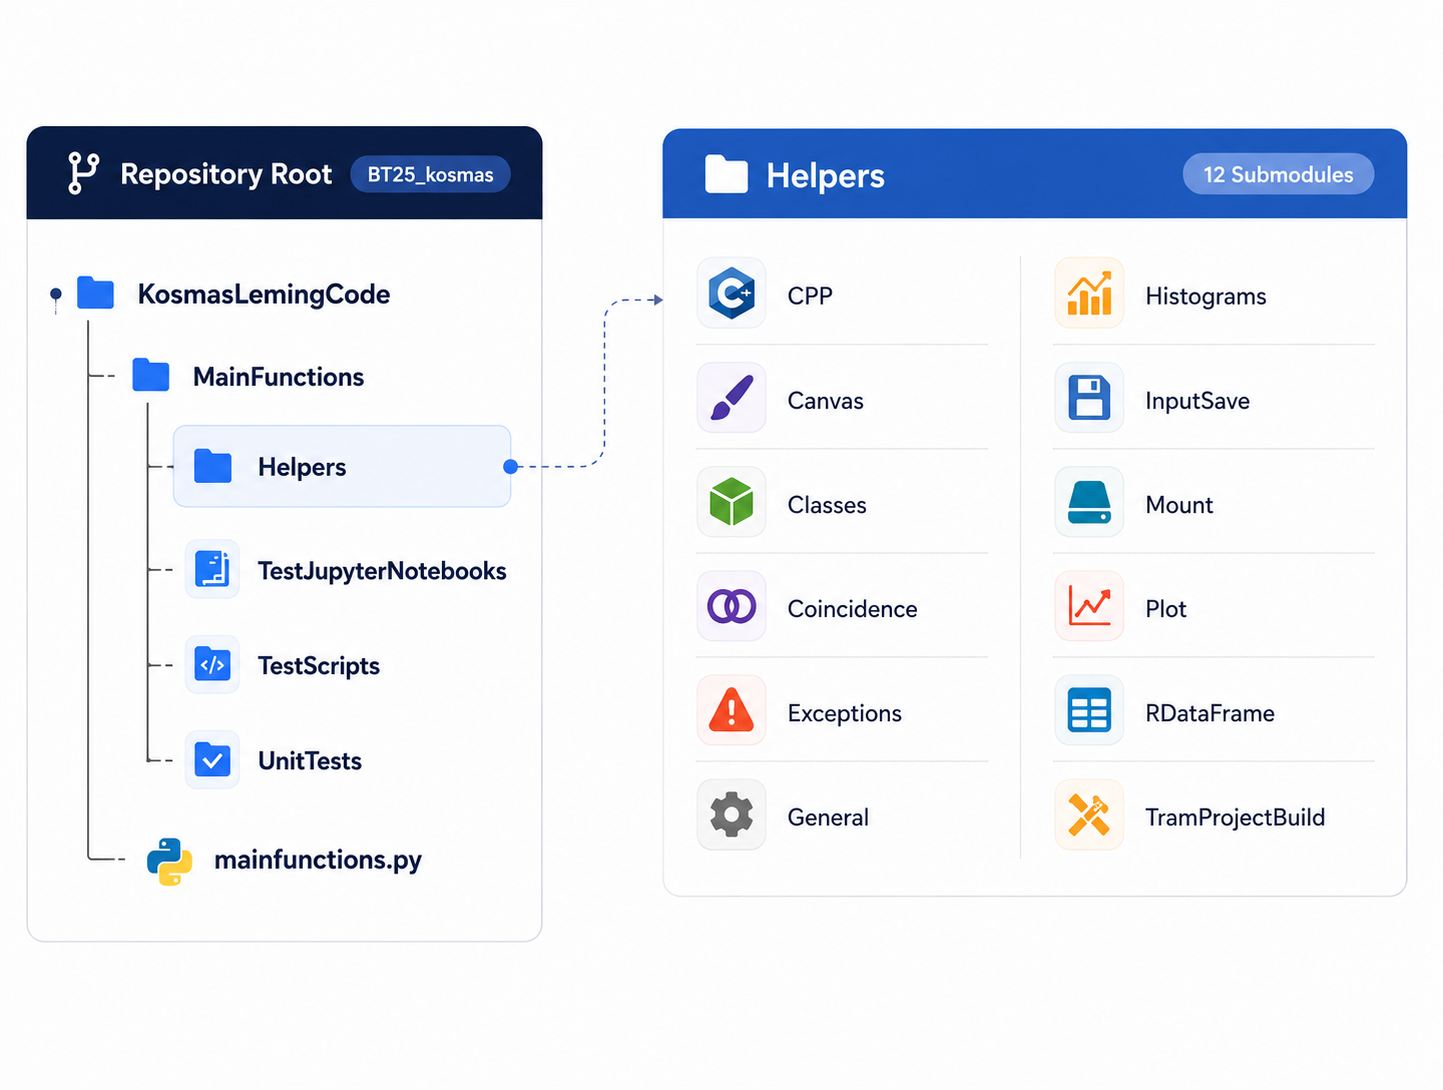 Repository Root
BT25_kosmas
KosmasLemingCode
MainFunctions
Helpers
TestJupyterNotebooks
</>
TestScripts
UnitTests
mainfunctions.py
Helpers
12 Submodules
C+
CPP
Canvas
Classes
Coincidence
Exceptions
General
Histograms
InputSave
Mount
Plot
RDataFrame
TramProjectBuild